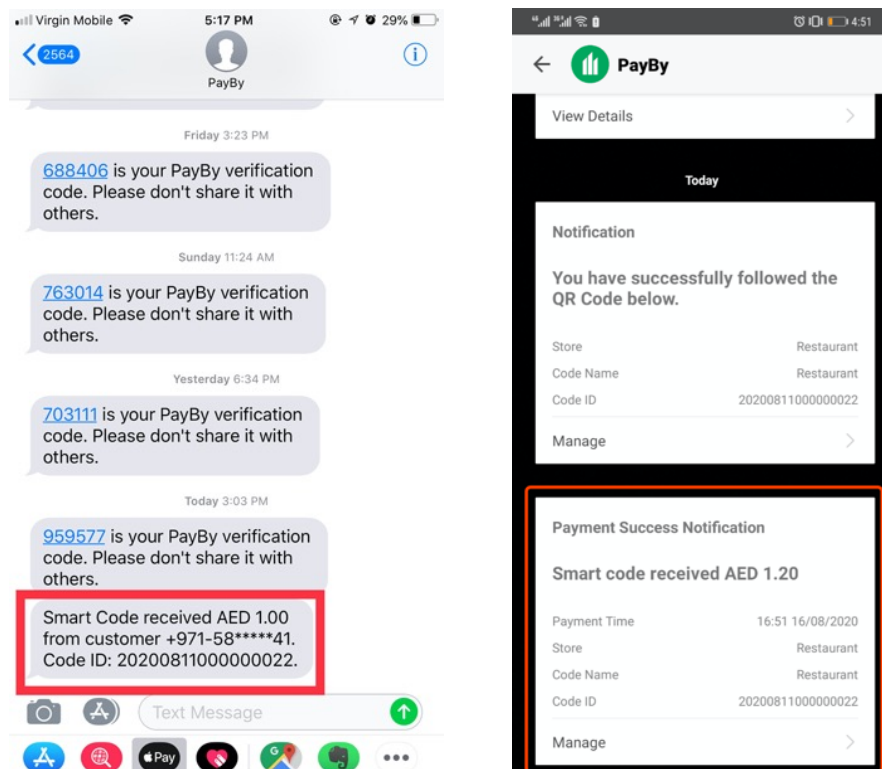 Virgin Mobile
5:17 PM
29%
2564
PayBy
Friday 3:23 PM
688406 is your PayBy verification
code. Please don't share it with
others.
Sunday 11:24 AM
763014 is your PayBy verification
code. Please don't share it with
others.
Yesterday 6:34 PM
703111 is your PayBy verification
code. Please don't share it with
others.
Today 3:03 PM
959577 is your PayBy verification
code. Please don't share it with
others.
Smart Code received AED 1.00
from customer +971-58*****41.
Code ID: 20200811000000022.
Text Message
Pay
G
4:51
PayBy
View Details
Today
Notification
You have successfully followed the
QR Code below.
Store Restaurant
Code Name Restaurant
Code ID 20200811000000022
Manage
Payment Success Notification
Smart code received AED 1.20
Payment Time 16:51 16/08/2020
Store Restaurant
Code Name Restaurant
Code ID 20200811000000022
Manage